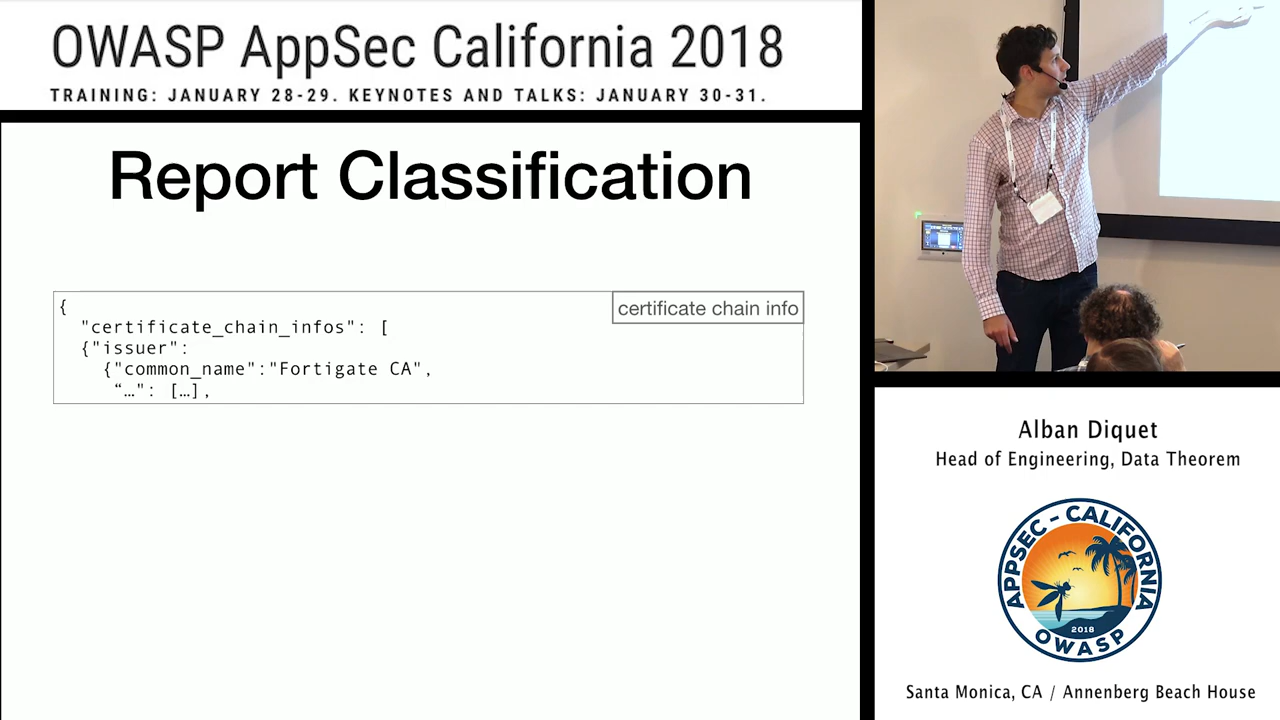 OWASP AppSec California 2018
TRAINING: JANUARY 28-29. KEYNOTES AND TALKS: JANUARY 30-31.
Report Classification
certificate chain info
{
"certificate_chain_infos": [
{"issuer":
{"common_name":"Fortigate CA",
“…": […],
Alban Diquet
Head of Engineering, Data Theorem
APPSEC - CALIFORNIA
2018
OWASP
Santa Monica, CA / Annenberg Beach House